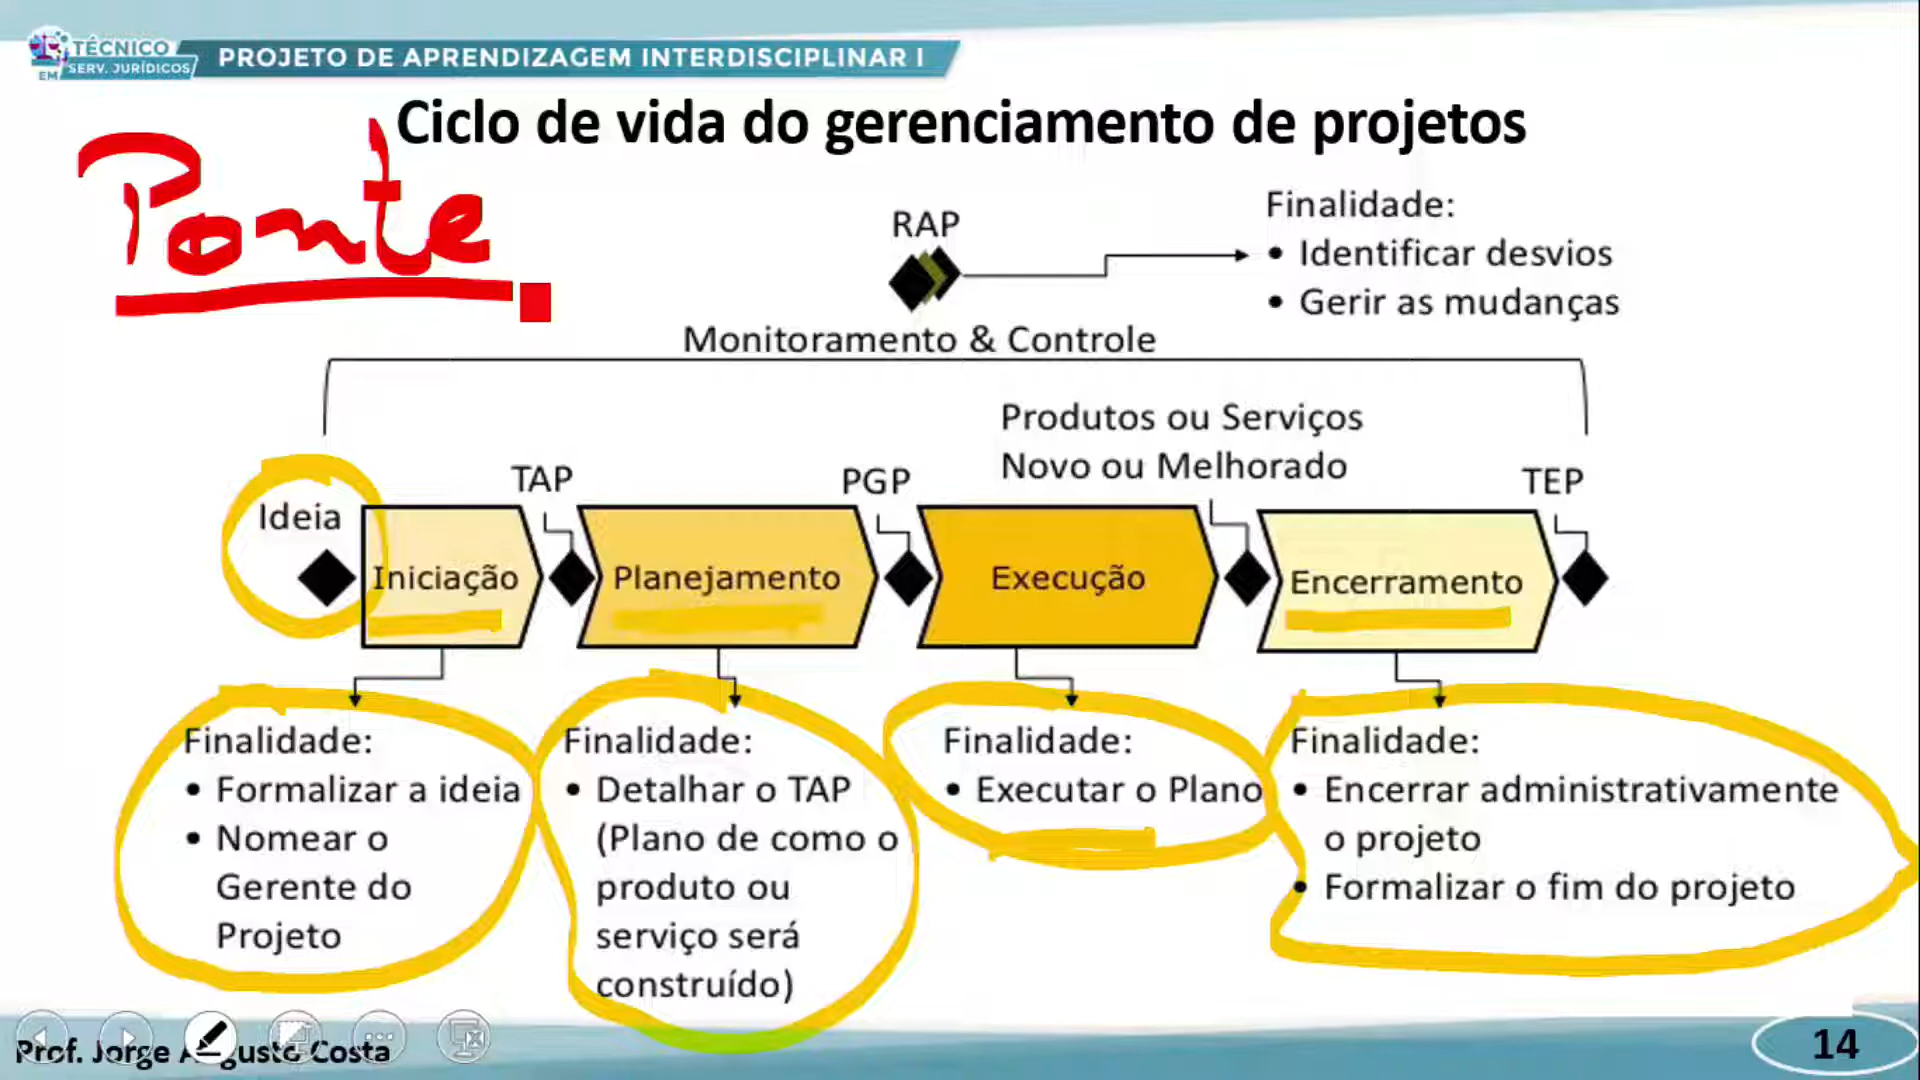 TÉCNICO
EM SERV. JURÍDICOS
PROJETO DE APRENDIZAGEM INTERDISCIPLINAR I
Ciclo de vida do gerenciamento de projetos
Ponte
RAP
Finalidade:
• Identificar desvios
• Gerir as mudanças
Monitoramento & Controle
Produtos ou Serviços
Novo ou Melhorado
Ideia
TAP
PGP
TEP
Iniciação
Planejamento
Execução
Encerramento
Finalidade:
• Formalizar a ideia
• Nomear o
Gerente do
Projeto
Finalidade:
• Detalhar o TAP
(Plano de como o
produto ou
serviço será
construído)
Finalidade:
• Executar o Plano
Finalidade:
• Encerrar administrativamente
o projeto
• Formalizar o fim do projeto
Prof. Jorge Augusto Costa
14